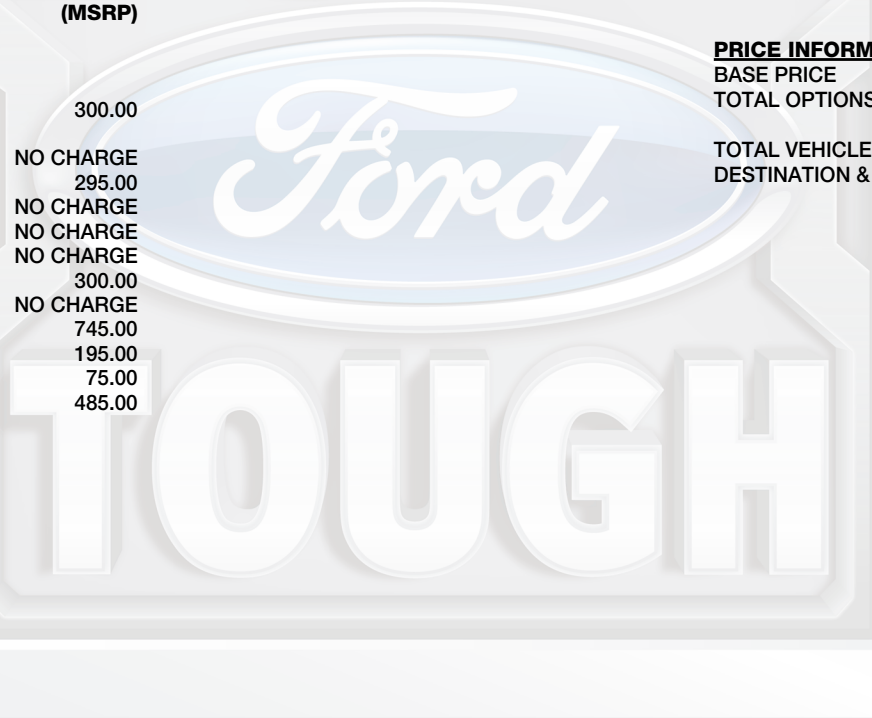 (MSRP)
300.00
NO CHARGE
295.00
NO CHARGE
NO CHARGE
NO CHARGE
300.00
NO CHARGE
745.00
195.00
75.00
485.00
PRICE INFORM
BASE PRICE
TOTAL OPTIONS
TOTAL VEHICLE
DESTINATION &
Ford
TOUGH